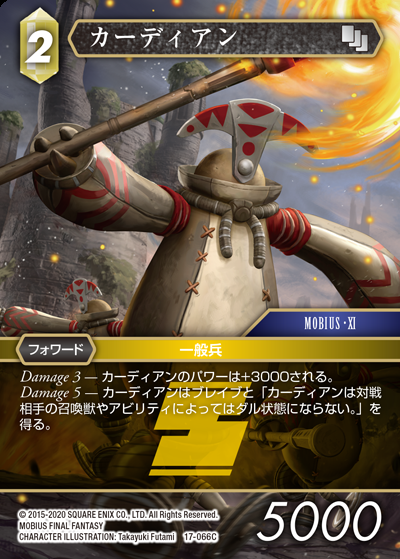 2
カーディアン
MOBIUS・XI
フォワード
一般兵
Damage 3 — カーディアンのパワーは+3000される。
Damage 5 — カーディアンはブレイブと「カーディアンは対戦
相手の召喚獣やアビリティによってはダル状態にならない。」を
得る。
© 2015-2020 SQUARE ENIX CO., LTD. All Rights Reserved.
MOBIUS FINAL FANTASY
CHARACTER ILLUSTRATION: Takayuki Futami
17-066C
5000